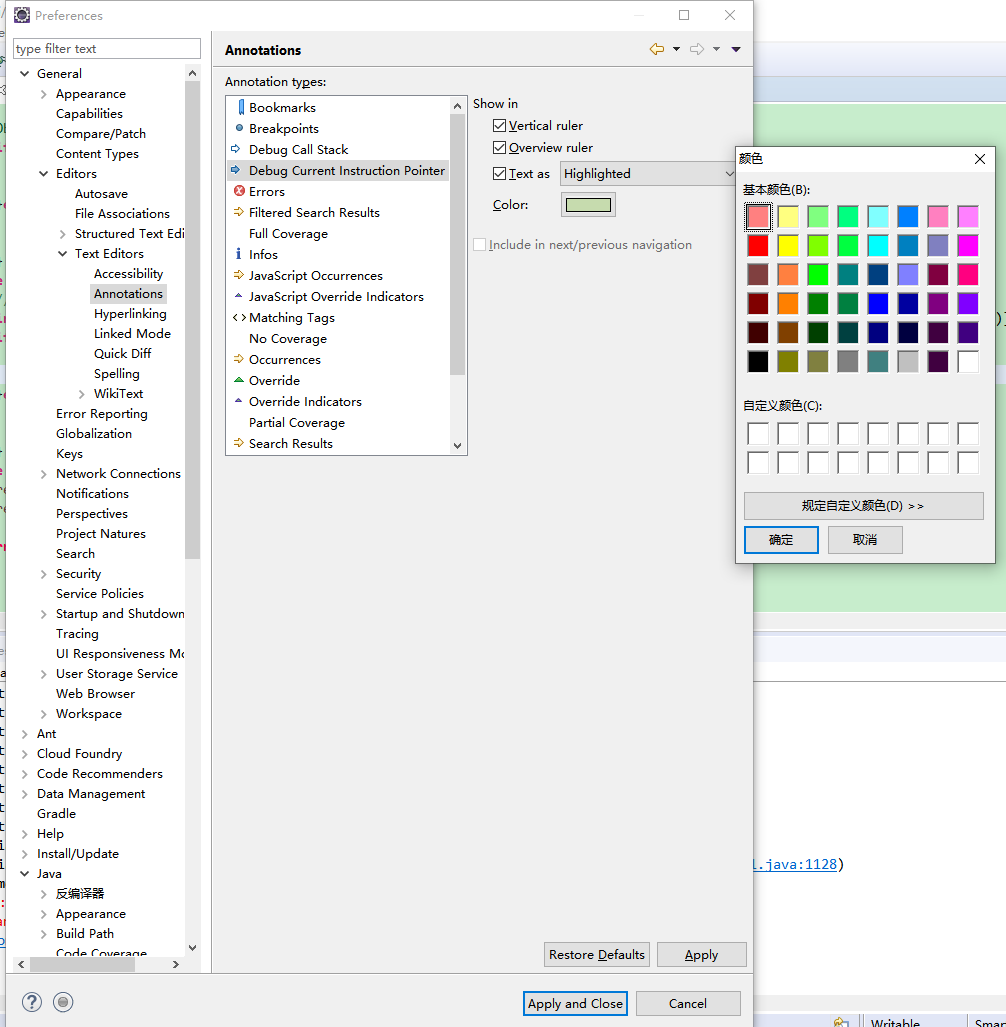 Preferences
type filter text
General
Appearance
Capabilities
Compare/Patch
Content Types
Editors
Autosave
File Associations
Structured Text Edi
Text Editors
Accessibility
Annotations
Hyperlinking
Linked Mode
Quick Diff
Spelling
WikiText
Error Reporting
Globalization
Keys
Network Connections
Notifications
Perspectives
Project Natures
Search
Security
Service Policies
Startup and Shutdown
Tracing
UI Responsiveness Mo
User Storage Service
Web Browser
Workspace
Ant
Cloud Foundry
Code Recommenders
Data Management
Gradle
Help
Install/Update
Java
反编译器
Appearance
Build Path
Code Coverage
Annotations
Annotation types:
Bookmarks
Breakpoints
Debug Call Stack
Debug Current Instruction Pointer
Errors
Filtered Search Results
Full Coverage
Infos
JavaScript Occurrences
JavaScript Override Indicators
Matching Tags
No Coverage
Occurrences
Override
Override Indicators
Partial Coverage
Search Results
Show in
Vertical ruler
Overview ruler
Text as
Highlighted
Color:
Include in next/previous navigation
Restore Defaults
Apply
Apply and Close
Cancel
颜色
基本颜色(B):
自定义颜色(C):
规定自定义颜色(D) >>
确定
取消
.java:1128)
Writable
Smar